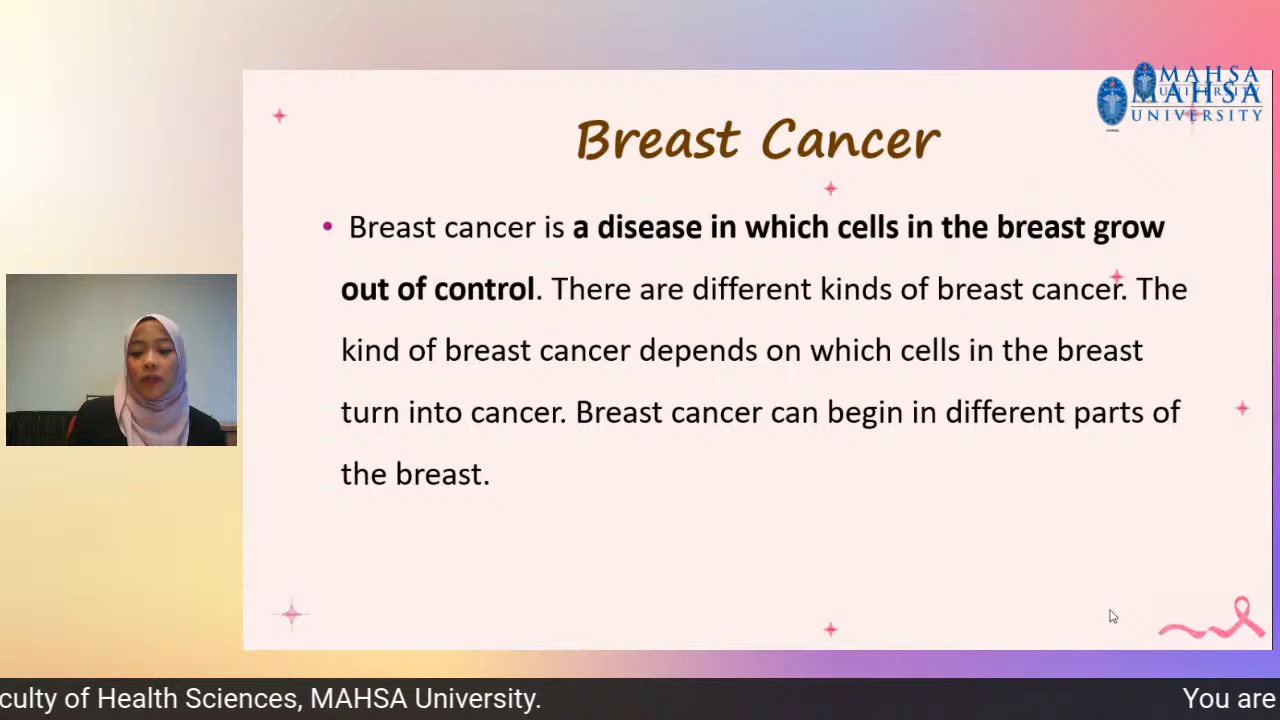 MAHSA
UNIVERSITY
MAHSA
UNIVERSITY
Breast Cancer
• Breast cancer is a disease in which cells in the breast grow
out of control. There are different kinds of breast cancer. The
kind of breast cancer depends on which cells in the breast
turn into cancer. Breast cancer can begin in different parts of
the breast.
culty of Health Sciences, MAHSA University.
You are